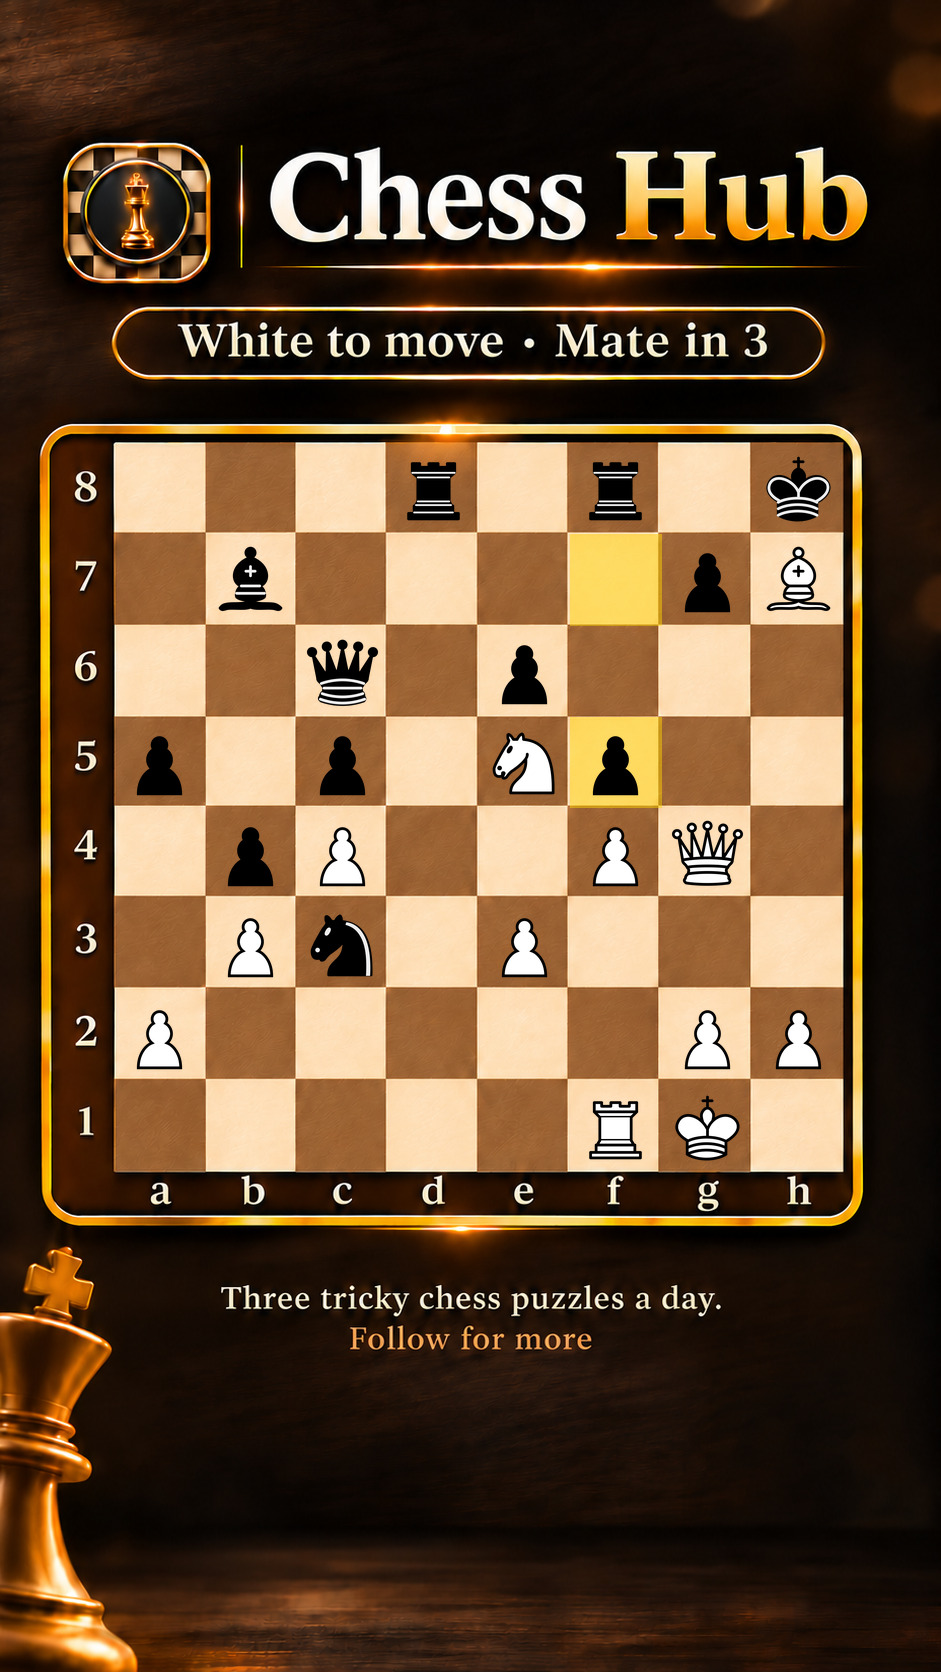 Chess Hub
White to move • Mate in 3
8
7
6
5
4
3
2
1
a b c d e f g h
Three tricky chess puzzles a day.
Follow for more